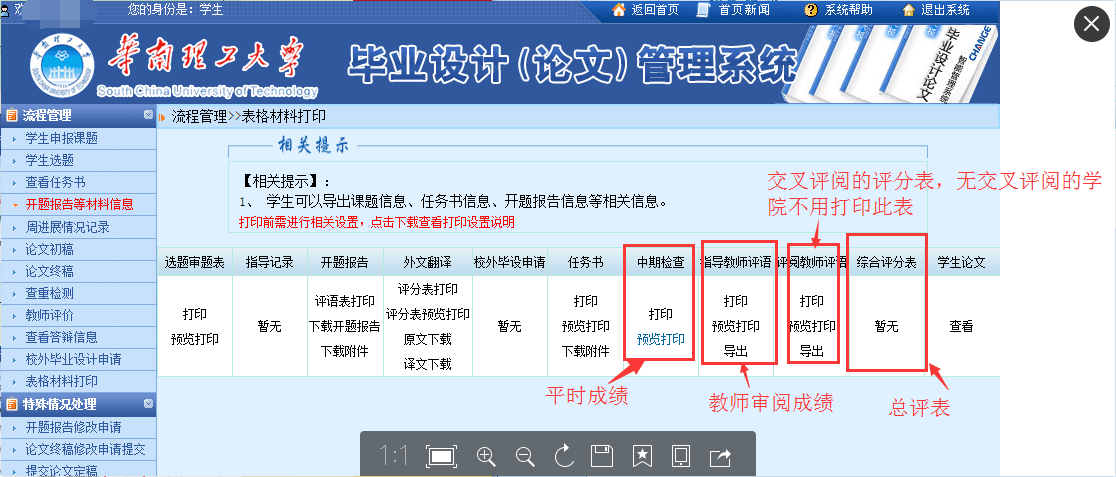 您的身份是：学生
返回首页
首页新闻
系统帮助
退出系统
华南理工大学
South China University of Technology
毕业设计(论文)管理系统
CHANGE
智能管理系统
毕业设计论文
流程管理
流程管理>>表格材料打印
学生申报课题
学生选题
查看任务书
开题报告等材料信息
周进展情况记录
论文初稿
论文终稿
查重检测
教师评价
查看答辩信息
校外毕业设计申请
表格材料打印
特殊情况处理
开题报告修改申请
论文终稿修改申请提交
提交论文定稿
相关提示
【相关提示】：
1、 学生可以导出课题信息、任务书信息、开题报告信息等相关信息。
打印前需进行相关设置，点击下载查看打印设置说明
交叉评阅的评分表，无交叉评阅的学
院不用打印此表
选题审题表 指导记录 开题报告 外文翻译 校外毕设申请 任务书 中期检查 指导教师评语 评阅教师评语 综合评分表 学生论文
打印
预览打印
暂无
评语表打印
下载开题报告
下载附件
评分表打印
评分表预览打印
原文下载
译文下载
暂无
打印
预览打印
下载附件
打印
预览打印
打印
预览打印
导出
打印
预览打印
导出
暂无
查看
平时成绩
教师审阅成绩
总评表
1:1